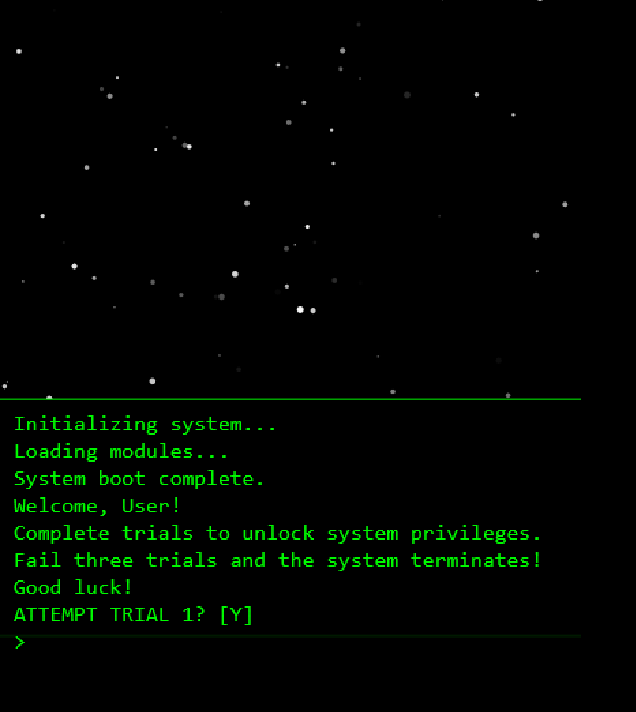 Initializing system...
Loading modules...
System boot complete.
Welcome, User!
Complete trials to unlock system privileges.
Fail three trials and the system terminates!
Good luck!
ATTEMPT TRIAL 1? [Y]
>